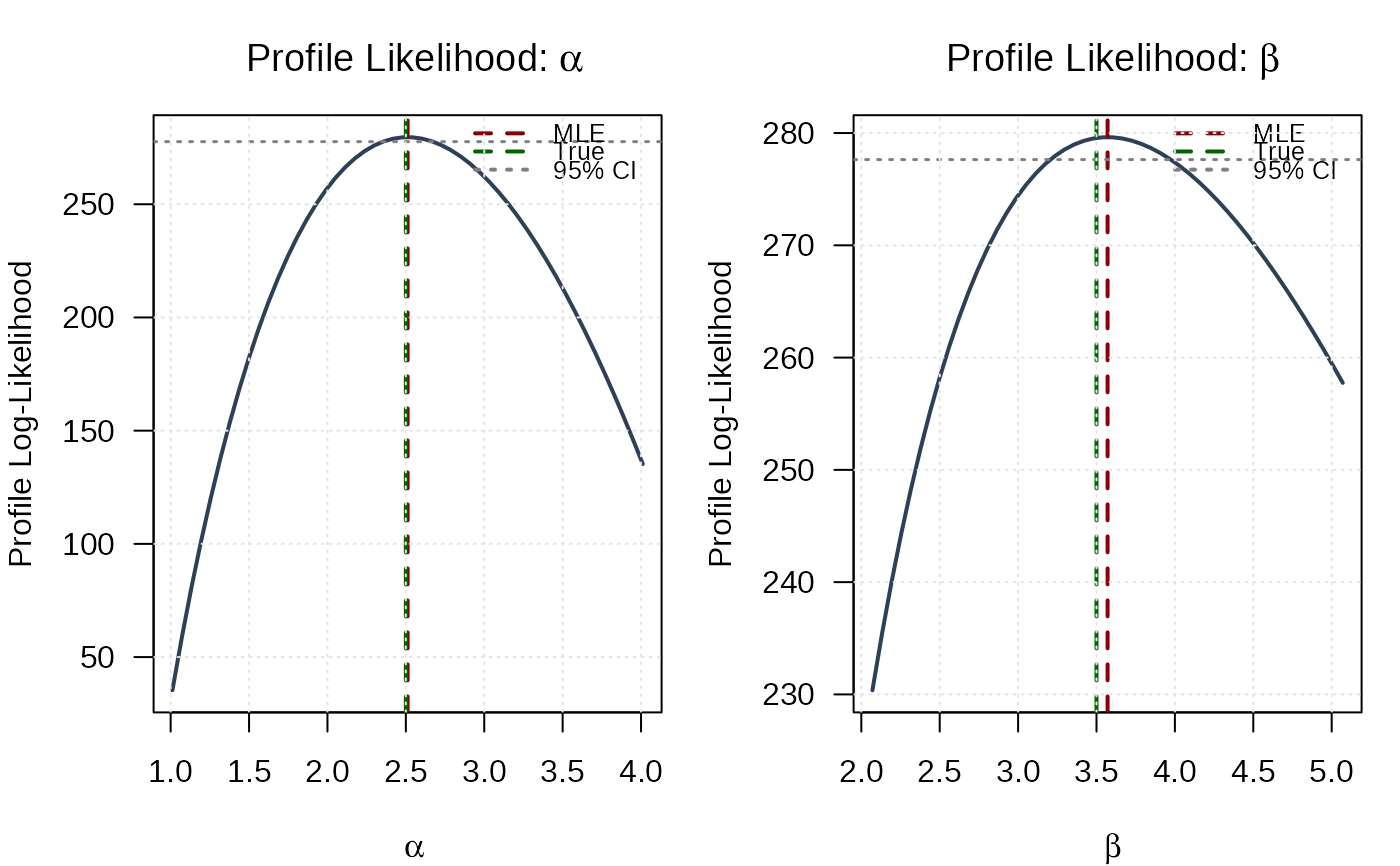 Profile Likelihood: α
Profile Log-Likelihood
250
200
150
100
50
MLE
True
95% CI
1.0 1.5 2.0 2.5 3.0 3.5 4.0
α
Profile Likelihood: β
Profile Log-Likelihood
280
270
260
250
240
230
MLE
True
95% CI
2.0 2.5 3.0 3.5 4.0 4.5 5.0
β